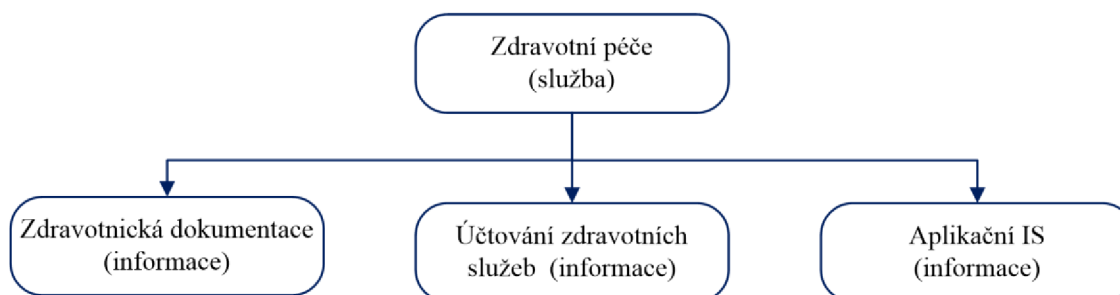 Zdravotní péče
(služba)
Zdravotnická dokumentace
(informace)
Účtování zdravotních
služeb (informace)
Aplikační IS
(informace)